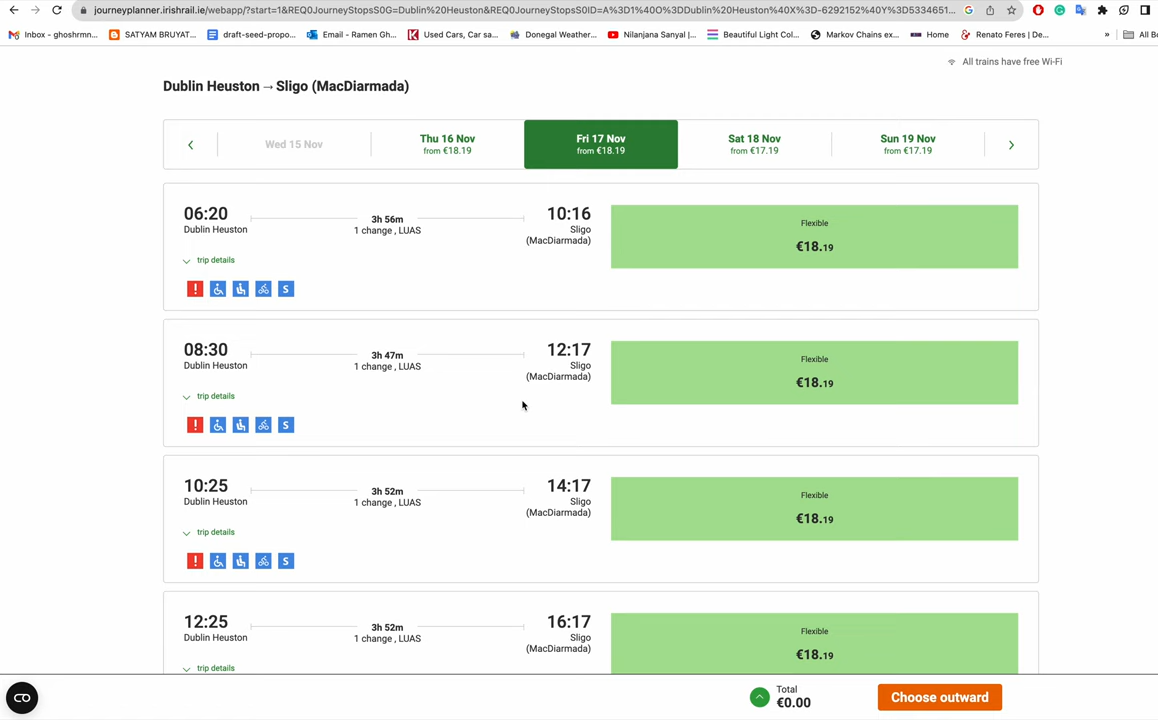 journeyplanner.irishrail.ie/webapp/?start=1&REQ0JourneyStopsS0G=Dublin%20Heuston&REQ0JourneyStopsS0ID=A%3D1%40O%3DDublin%20Heuston%40X%3D-6292152%40Y%3D5334651...
Inbox - ghoshrmn... SATYAM BRUYAT... draft-seed-propo... Email - Ramen Gh... Used Cars, Car sa... Donegal Weather... Nilanjana Sanyal |... Beautiful Light Col... Markov Chains ex... Home Renato Feres | De... » All Bo
All trains have free Wi-Fi
Dublin Heuston → Sligo (MacDiarmada)
Wed 15 Nov
Thu 16 Nov
from €18.19
Fri 17 Nov
from €18.19
Sat 18 Nov
from €17.19
Sun 19 Nov
from €17.19
06:20
Dublin Heuston
3h 56m
1 change , LUAS
10:16
Sligo
(MacDiarmada)
Flexible
€18.19
trip details
! S
08:30
Dublin Heuston
3h 47m
1 change , LUAS
12:17
Sligo
(MacDiarmada)
Flexible
€18.19
trip details
! S
10:25
Dublin Heuston
3h 52m
1 change , LUAS
14:17
Sligo
(MacDiarmada)
Flexible
€18.19
trip details
! S
12:25
Dublin Heuston
3h 52m
1 change , LUAS
16:17
Sligo
(MacDiarmada)
Flexible
€18.19
trip details
Total
€0.00
Choose outward